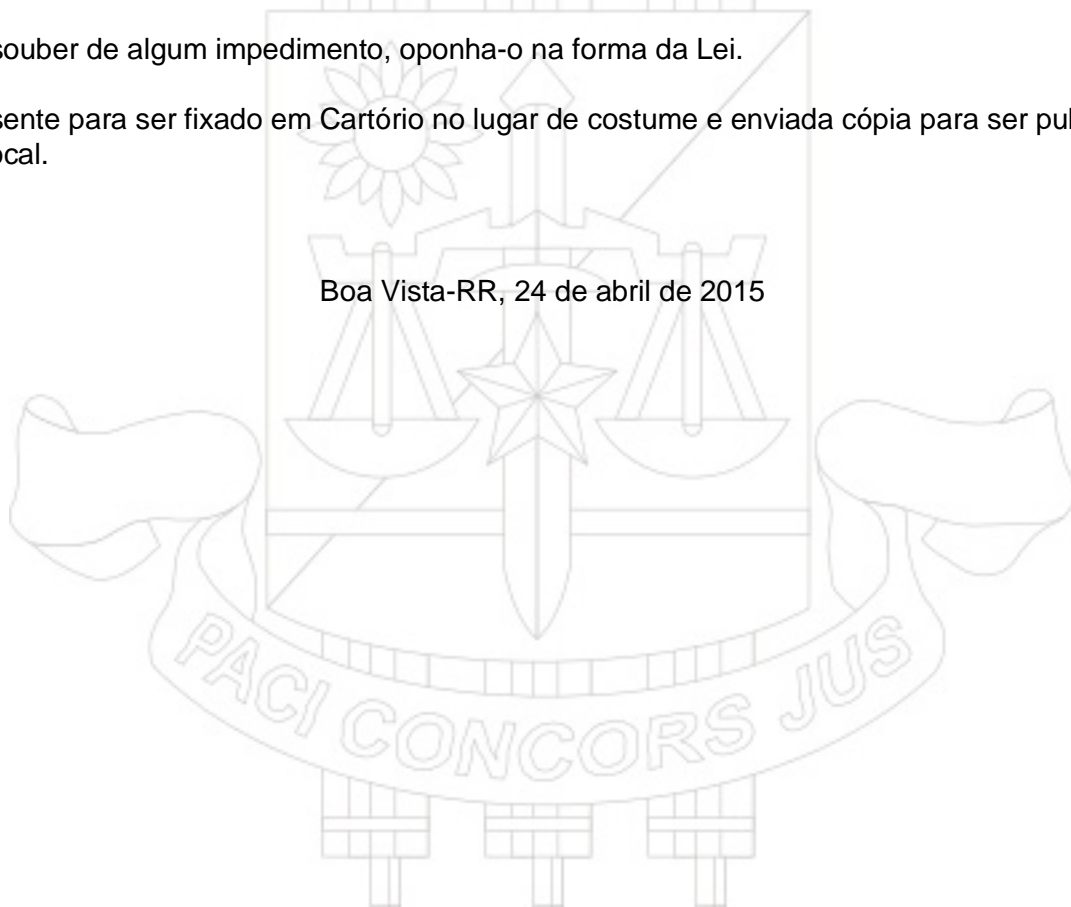 souber de algum impedimento, oponha-o na forma da Lei.
sente para ser fixado em Cartório no lugar de costume e enviada cópia para ser pul
ocal.
Boa Vista-RR, 24 de abril de 2015
PACI CONCORS JUS